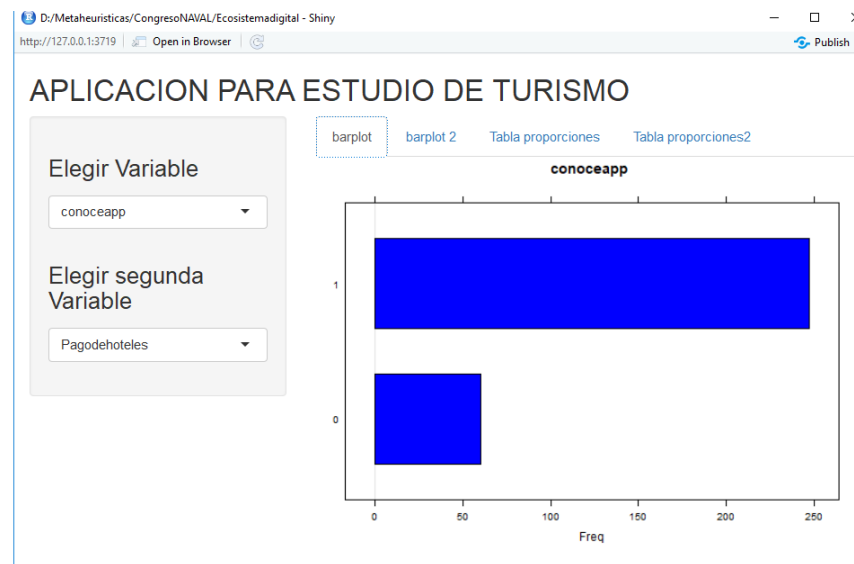 D:/Metaheuristicas/CongresoNAVAL/Ecosistemadigital - Shiny
http://127.0.0.1:3719 Open in Browser Publish
APLICACION PARA ESTUDIO DE TURISMO
Elegir Variable
conoceapp
Elegir segunda
Variable
Pagodehoteles
barplot barplot 2 Tabla proporciones Tabla proporciones2
conoceapp
1
0
0 50 100 150 200 250
Freq